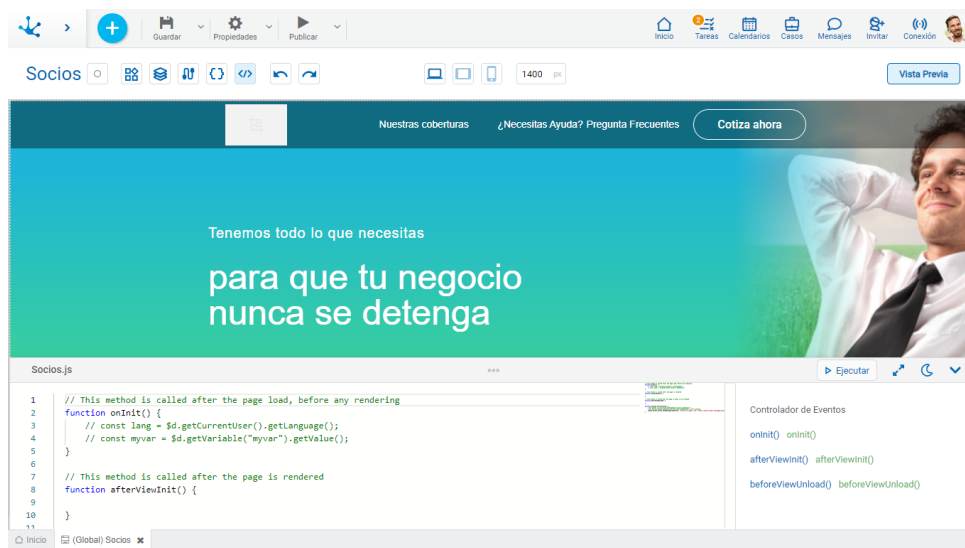 Guardar
Propiedades
Publicar
Inicio
2
Tareas
Calendarios
Casos
Mensajes
Invitar
Conexión
Socios
1400 px
Vista Previa
Nuestras coberturas
¿Necesitas Ayuda? Pregunta Frecuentes
Cotiza ahora
Tenemos todo lo que necesitas
para que tu negocio
nunca se detenga
Socios.js
Ejecutar
1 // This method is called after the page load, before any rendering
2 function onInit() {
3 // const lang = $d.getCurrentUser().getLanguage();
4 // const myvar = $d.getVariable("myvar").getValue();
5 }
6
7 // This method is called after the page is rendered
8 function afterViewInit() {
9
10 }
11
Controlador de Eventos
onInit() onInit()
afterViewInit() afterViewInit()
beforeViewUnload() beforeViewUnload()
Inicio
(Global) Socios